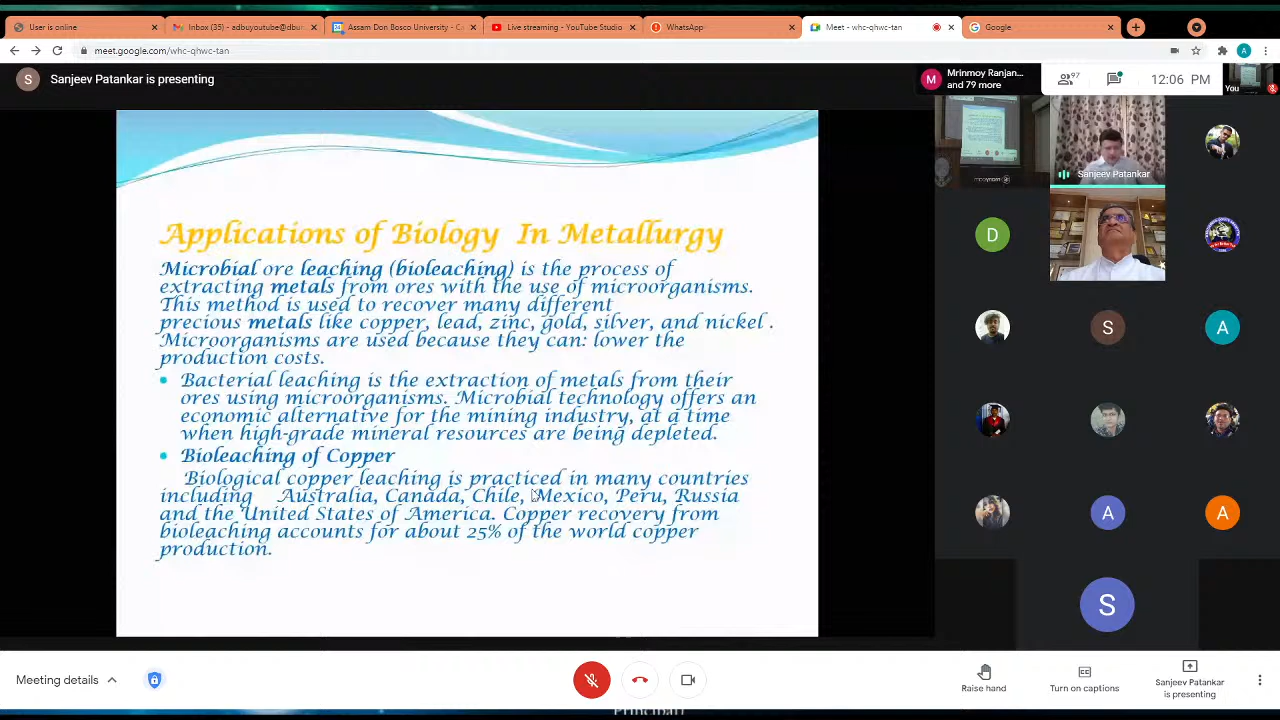 User is online
Inbox (35) - adbuyoutube@dbui
Assam Don Bosco University - Ca
Live streaming - YouTube Studio
WhatsApp
Meet - whc-qhwc-tan
Google
meet.google.com/whc-qhwc-tan
A
S
Sanjeev Patankar is presenting
M
Mrinmoy Ranjan...
and 79 more
97
12:06 PM
You
Applications of Biology In Metallurgy
Microbial ore leaching (bioleaching) is the process of
extracting metals from ores with the use of microorganisms.
This method is used to recover many different
precious metals like copper, lead, zinc, gold, silver, and nickel .
Microorganisms are used because they can: lower the
production costs.
• Bacterial leaching is the extraction of metals from their
ores using microorganisms. Microbial technology offers an
economic alternative for the mining industry, at a time
when high-grade mineral resources are being depleted.
• Bioleaching of Copper
Biological copper leaching is practiced in many countries
including Australia, Canada, Chile, Mexico, Peru, Russia
and the United States of America. Copper recovery from
bioleaching accounts for about 25% of the world copper
production.
Sanjeev Patankar
D
S
A
A
A
S
Meeting details
Raise hand
Turn on captions
Sanjeev Patankar
is presenting